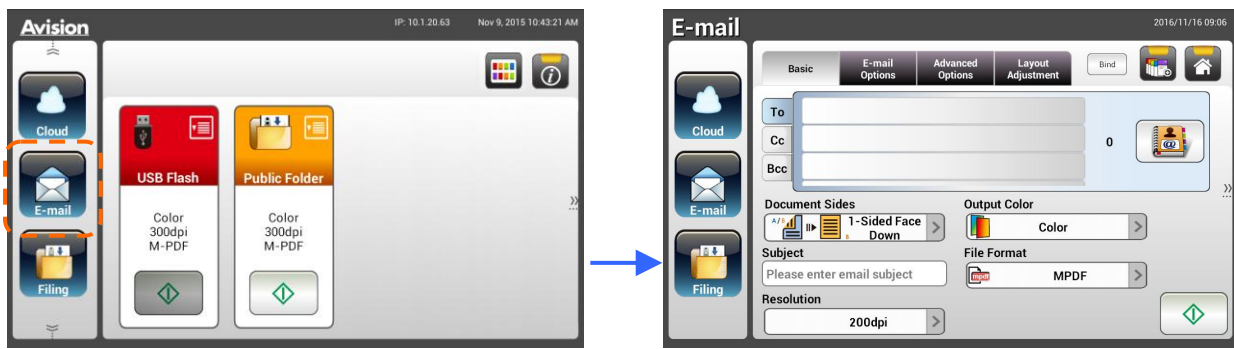 Avision
IP: 10.1.20.63
Nov 9, 2015 10:43:21 AM
Cloud
E-mail
Filing
USB Flash
Color
300dpi
M-PDF
Public Folder
Color
300dpi
M-PDF
E-mail
2016/11/16 09:06
Cloud
E-mail
Filing
Basic
E-mail
Options
Advanced
Options
Layout
Adjustment
Bind
To
Cc
Bcc
0
Document Sides
1-Sided Face
Down
Output Color
Color
Subject
Please enter email subject
File Format
MPDF
Resolution
200dpi